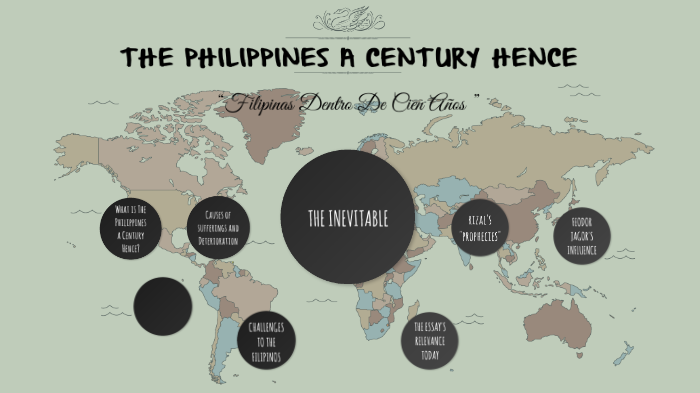 THE PHILIPPINES A CENTURY HENCE
“ Filipinas Dentro De Cien Años ”
WHAT IS THE
PHILIPPINES
A CENTURY
HENCE?
CAUSES OF
SUFFERINGS AND
DETERIORATION
THE INEVITABLE
RIZAL'S
"PROPHECIES"
FEODOR
JAGOR'S
INFLUENCE
CHALLENGES
TO THE
FILIPINOS
THE ESSAY'S
RELEVANCE
TODAY